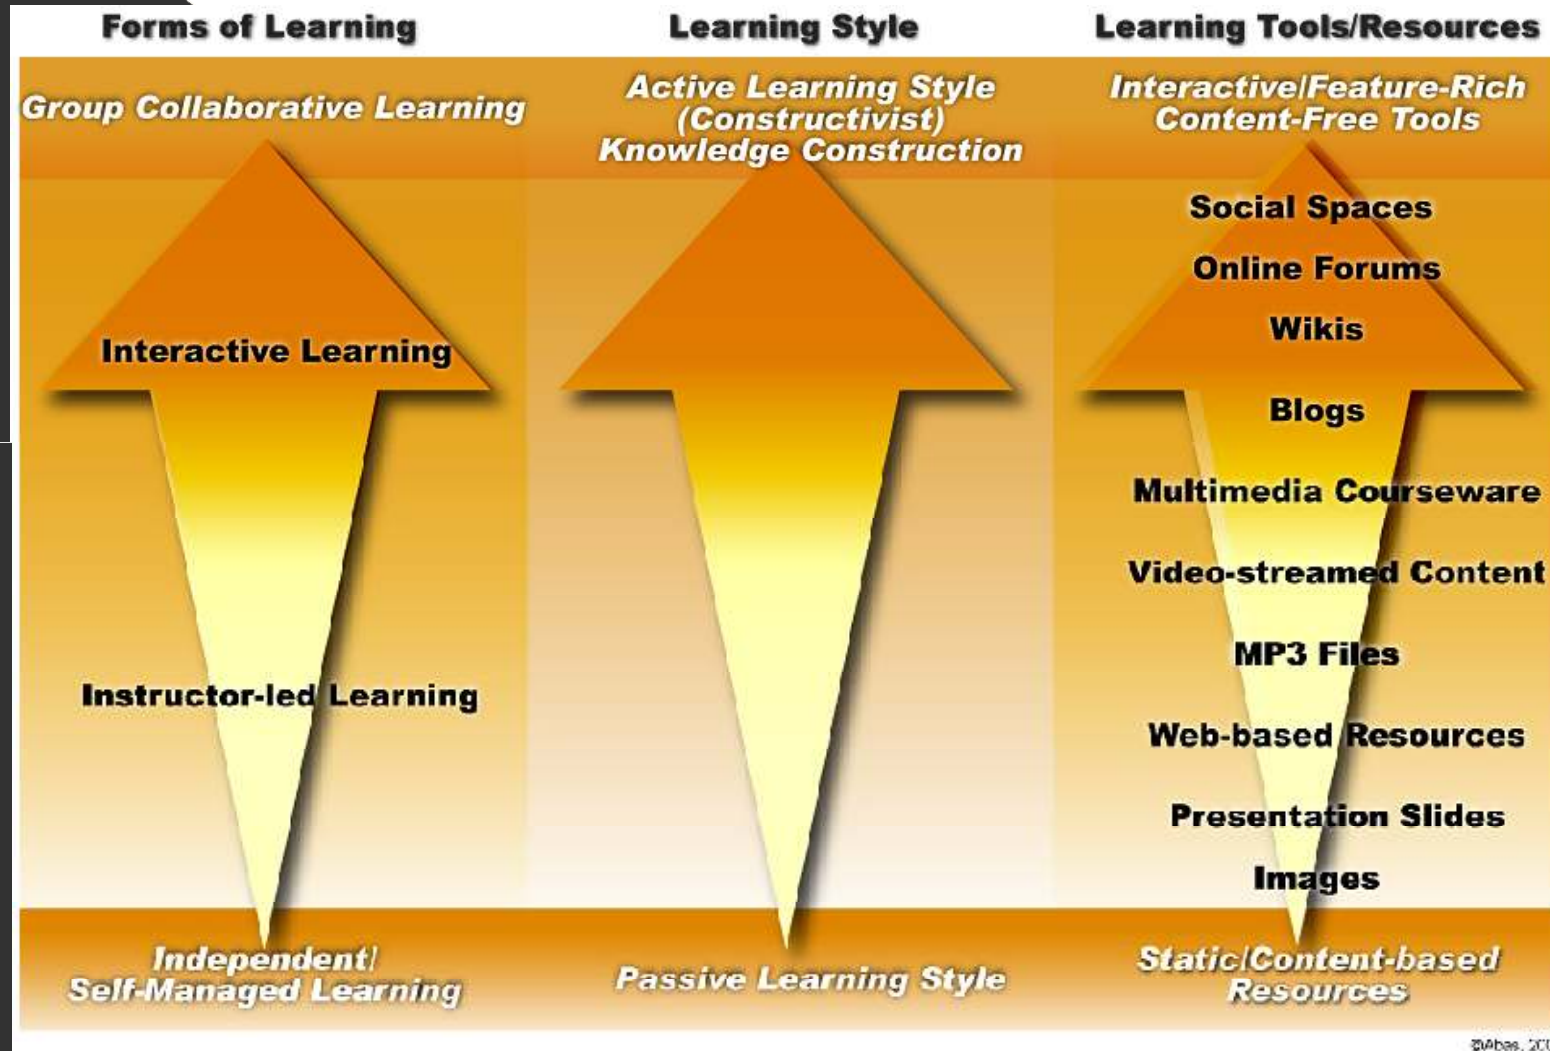 Forms of Learning
Group Collaborative Learning
Interactive Learning
Instructor-led Learning
Independent/
Self-Managed Learning
Learning Style
Active Learning Style
(Constructivist)
Knowledge Construction
Passive Learning Style
Learning Tools/Resources
Interactive/Feature-Rich
Content-Free Tools
Social Spaces
Online Forums
Wikis
Blogs
Multimedia Courseware
Video-streamed Content
MP3 Files
Web-based Resources
Presentation Slides
Images
Static/Content-based
Resources
©Abas,